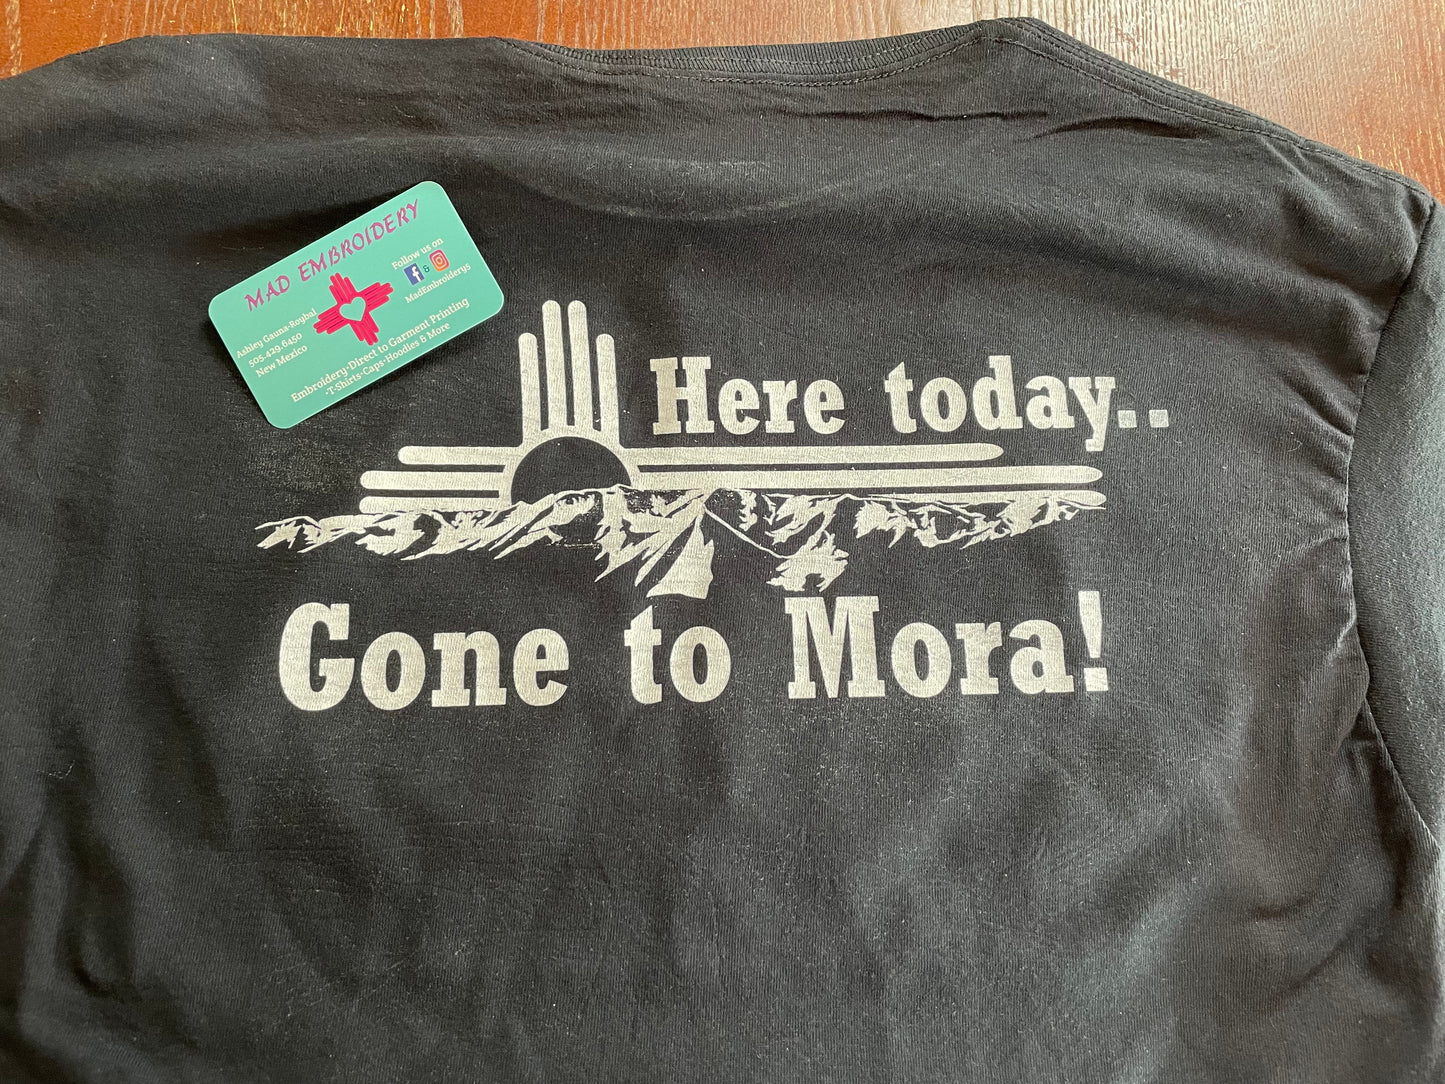 MAD EMBROIDERY
Ashley Gauna-Roybal
505.429.6450
New Mexico
Follow us on
f & 
MadEmbroidery5
Embroidery·Direct to Garment Printing
·T-Shirts·Caps·Hoodies & More
Here today..
Gone to Mora!